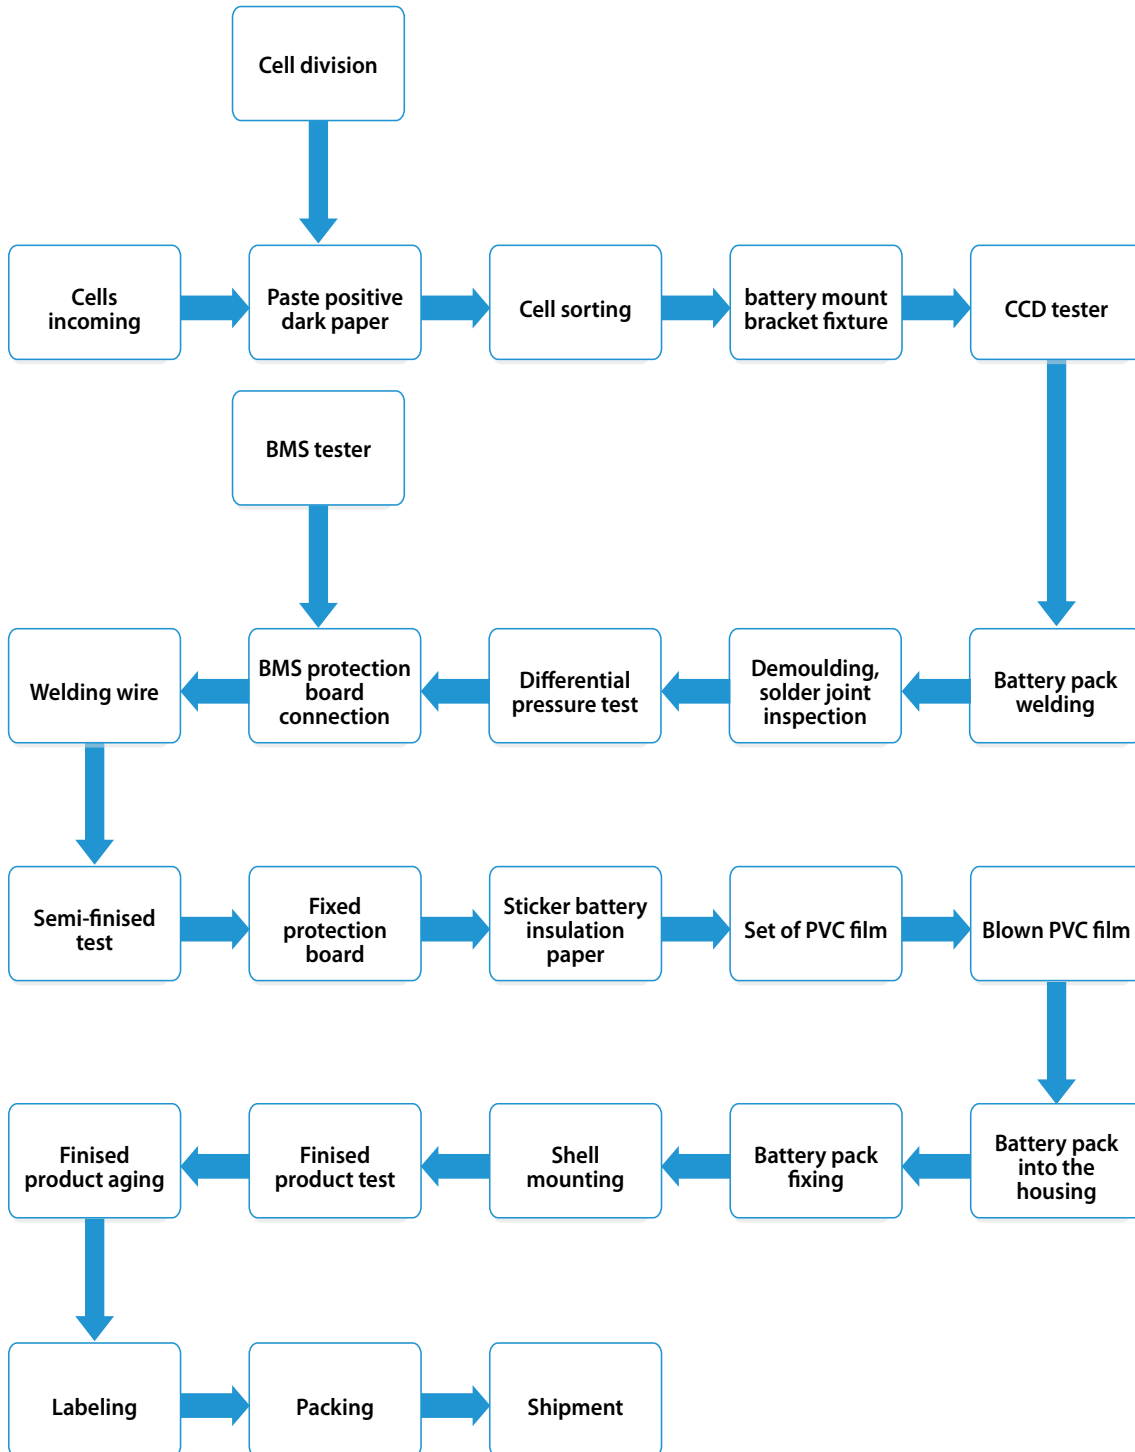 Cell division
Cells
incoming
Paste positive
dark paper
Cell sorting
battery mount
bracket fixture
CCD tester
BMS tester
Welding wire
BMS protection
board
connection
Differential
pressure test
Demoulding,
solder joint
inspection
Battery pack
welding
Semi-finised
test
Fixed
protection
board
Sticker battery
insulation
paper
Set of PVC film
Blown PVC film
Finised
product aging
Finised
product test
Shell
mounting
Battery pack
fixing
Battery pack
into the
housing
Labeling
Packing
Shipment